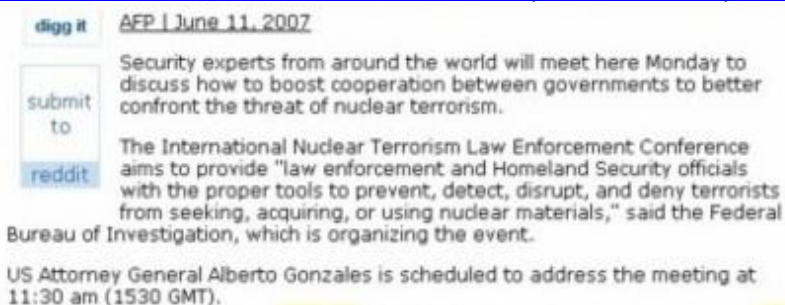 digg it
AFP | June 11, 2007
submit
to
reddit
Security experts from around the world will meet here Monday to
discuss how to boost cooperation between governments to better
confront the threat of nuclear terrorism.
The International Nuclear Terrorism Law Enforcement Conference
aims to provide "law enforcement and Homeland Security officials
with the proper tools to prevent, detect, disrupt, and deny terrorists
from seeking, acquiring, or using nuclear materials," said the Federal
Bureau of Investigation, which is organizing the event.
US Attorney General Alberto Gonzales is scheduled to address the meeting at
11:30 am (1530 GMT).